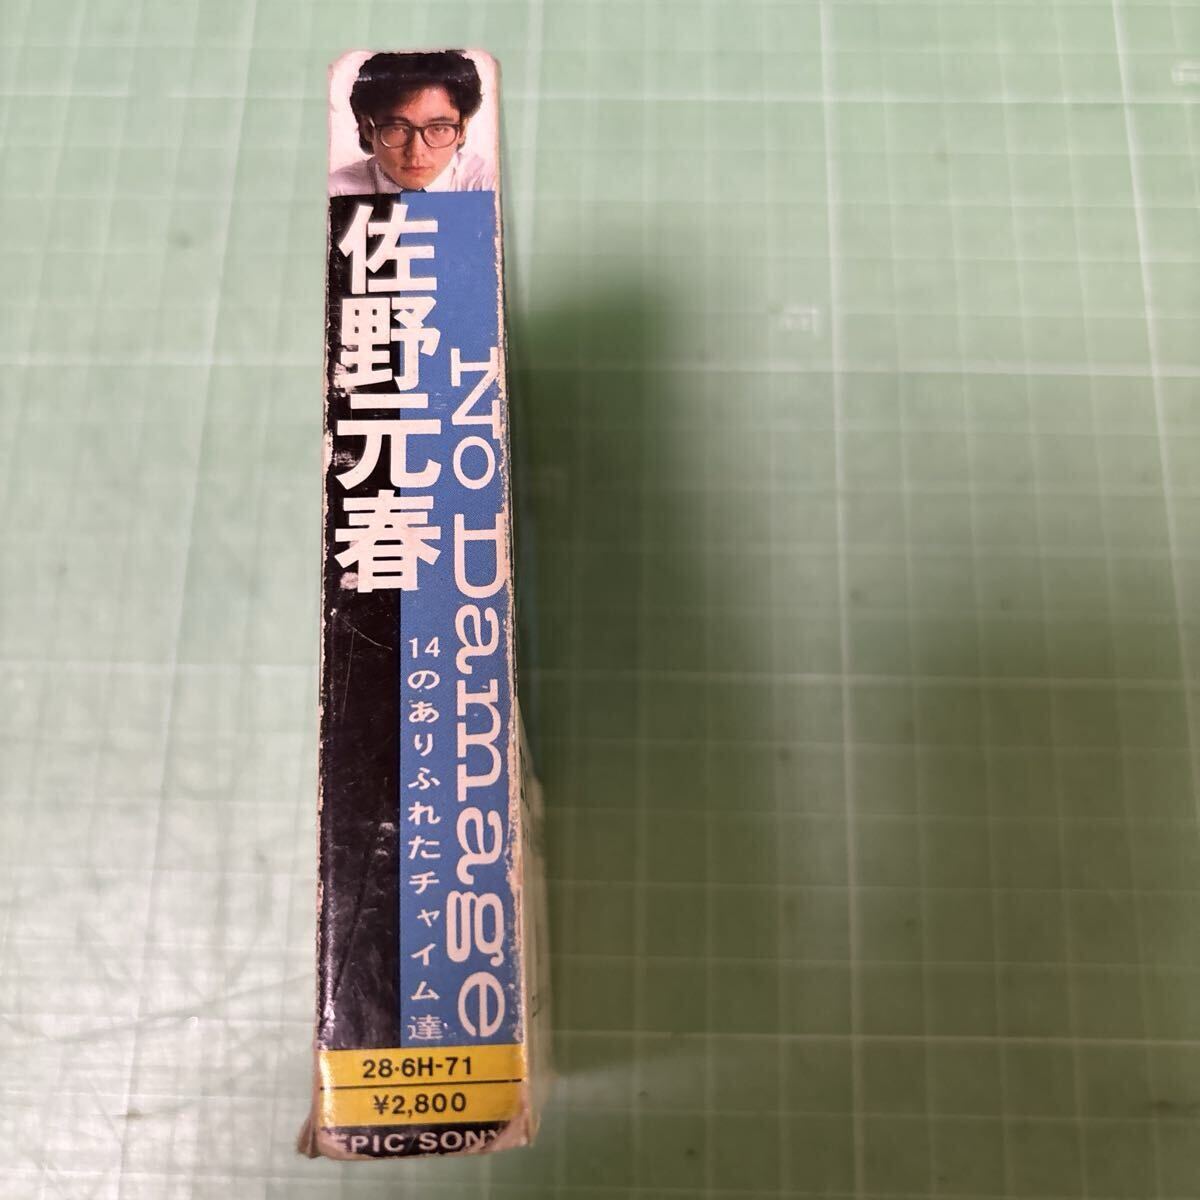 佐野元春
No Damage
14のありふれたチャイム達
28·6H-71
¥2,800
EPIC/SONY